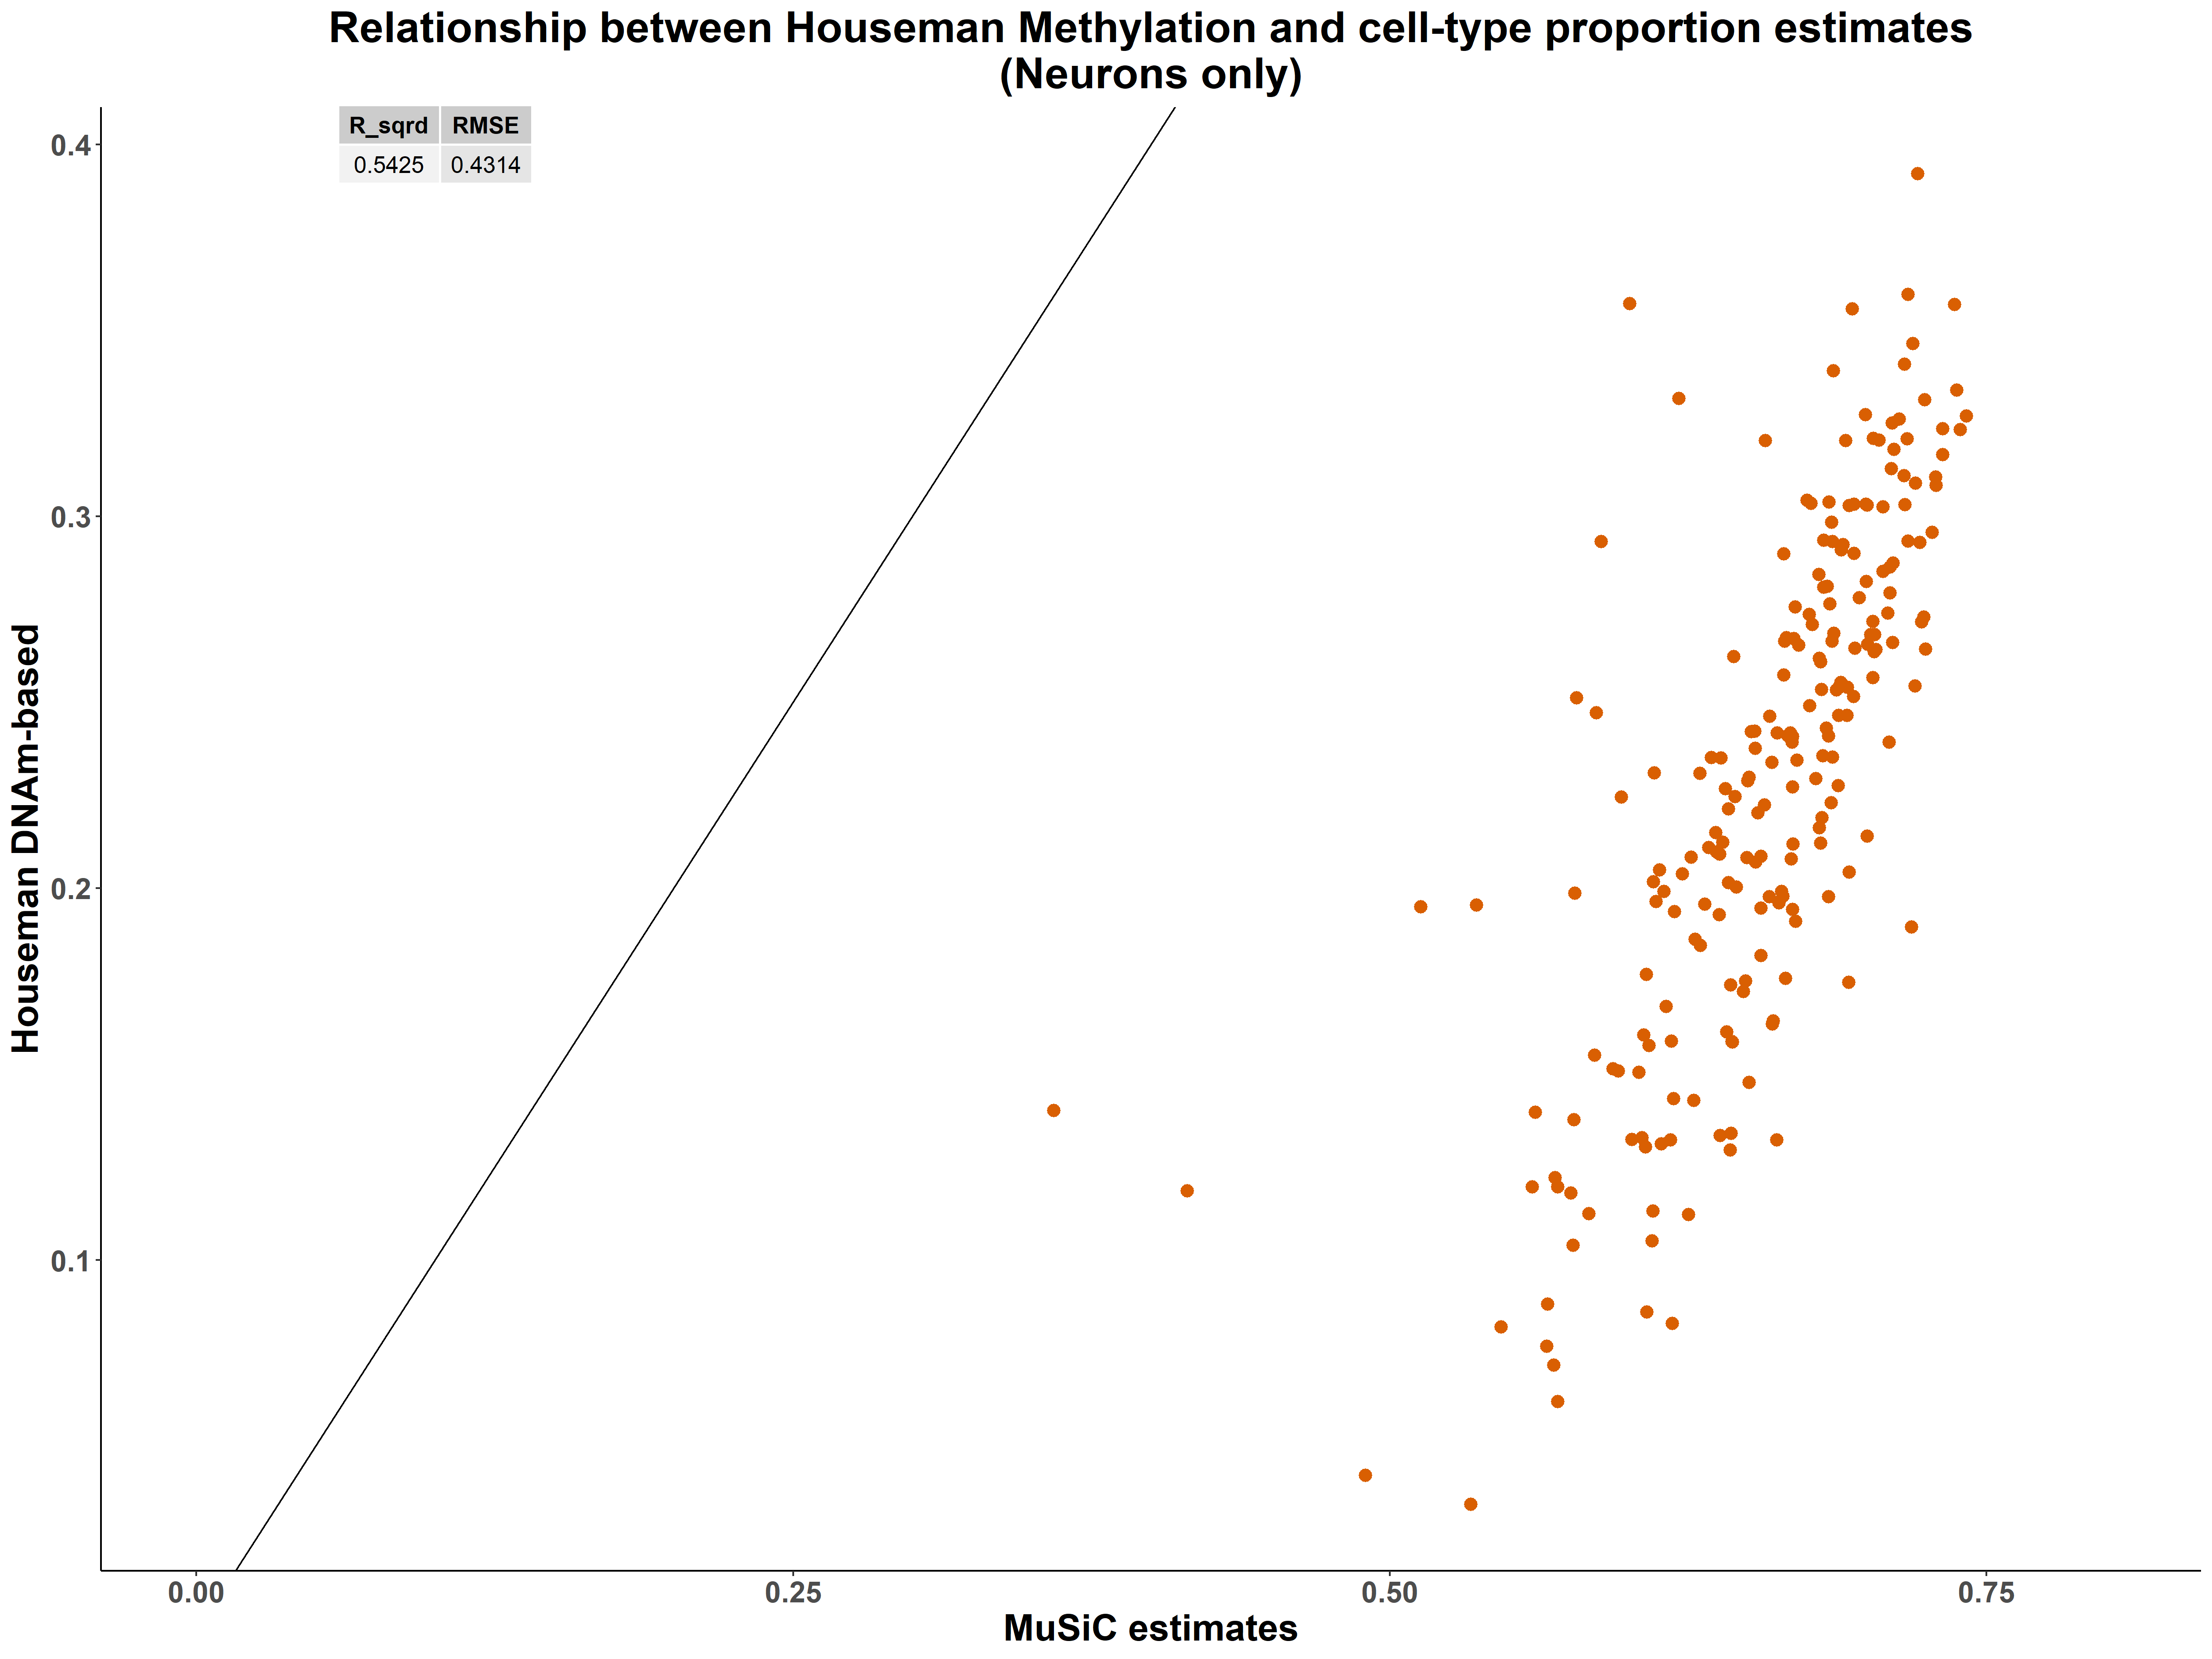 Relationship between Houseman Methylation and cell-type proportion estimates
(Neurons only)
R_sqrd RMSE
0.5425 0.4314
Houseman DNAm-based
0.4
0.3
0.2
0.1
0.00 0.25 0.50 0.75
MuSiC estimates